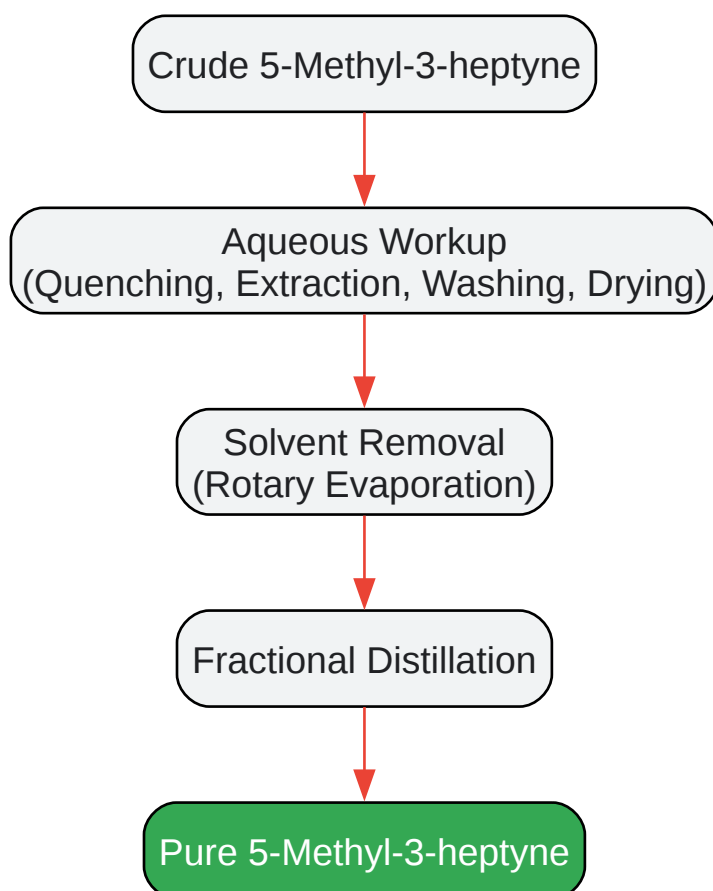 Crude 5-Methyl-3-heptyne
Aqueous Workup
(Quenching, Extraction, Washing, Drying)
Solvent Removal
(Rotary Evaporation)
Fractional Distillation
Pure 5-Methyl-3-heptyne